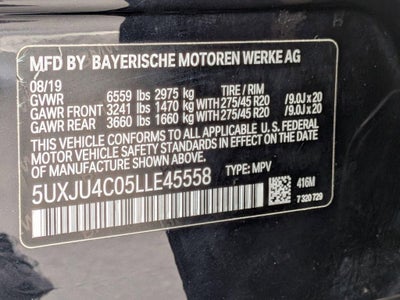 MFD BY BAYERISCHE MOTOREN WERKE AG
08/19 TIRE / RIM
GVWR 6559 lbs 2975 kg
GAWR FRONT 3241 lbs 1470 kg WITH 275/45 R20 /9.0J x 20
GAWR REAR 3660 lbs 1660 kg WITH 275/45 R20 /9.0J x 20
THIS VEHICLE CONFORMS TO ALL APPLICABLE U. S. FEDERAL
MOTOR VEHICLE SAFETY STANDARDS IN EFFECT ON THE DATE
OF MANUFACTURE SHOWN ABOVE.
5UXJU4C05LLE45558 TYPE: MPV
416M
7 320 729